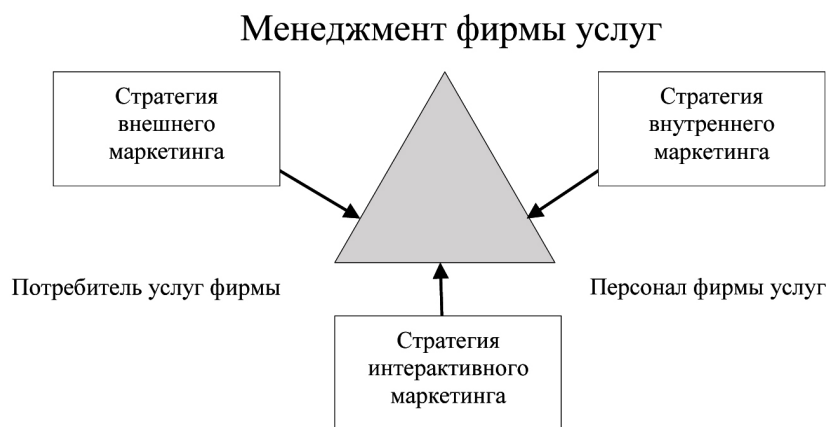 Менеджмент фирмы услуг
Стратегия
внешнего
маркетинга
Стратегия
внутреннего
маркетинга
Потребитель услуг фирмы
Персонал фирмы услуг
Стратегия
интерактивного
маркетинга